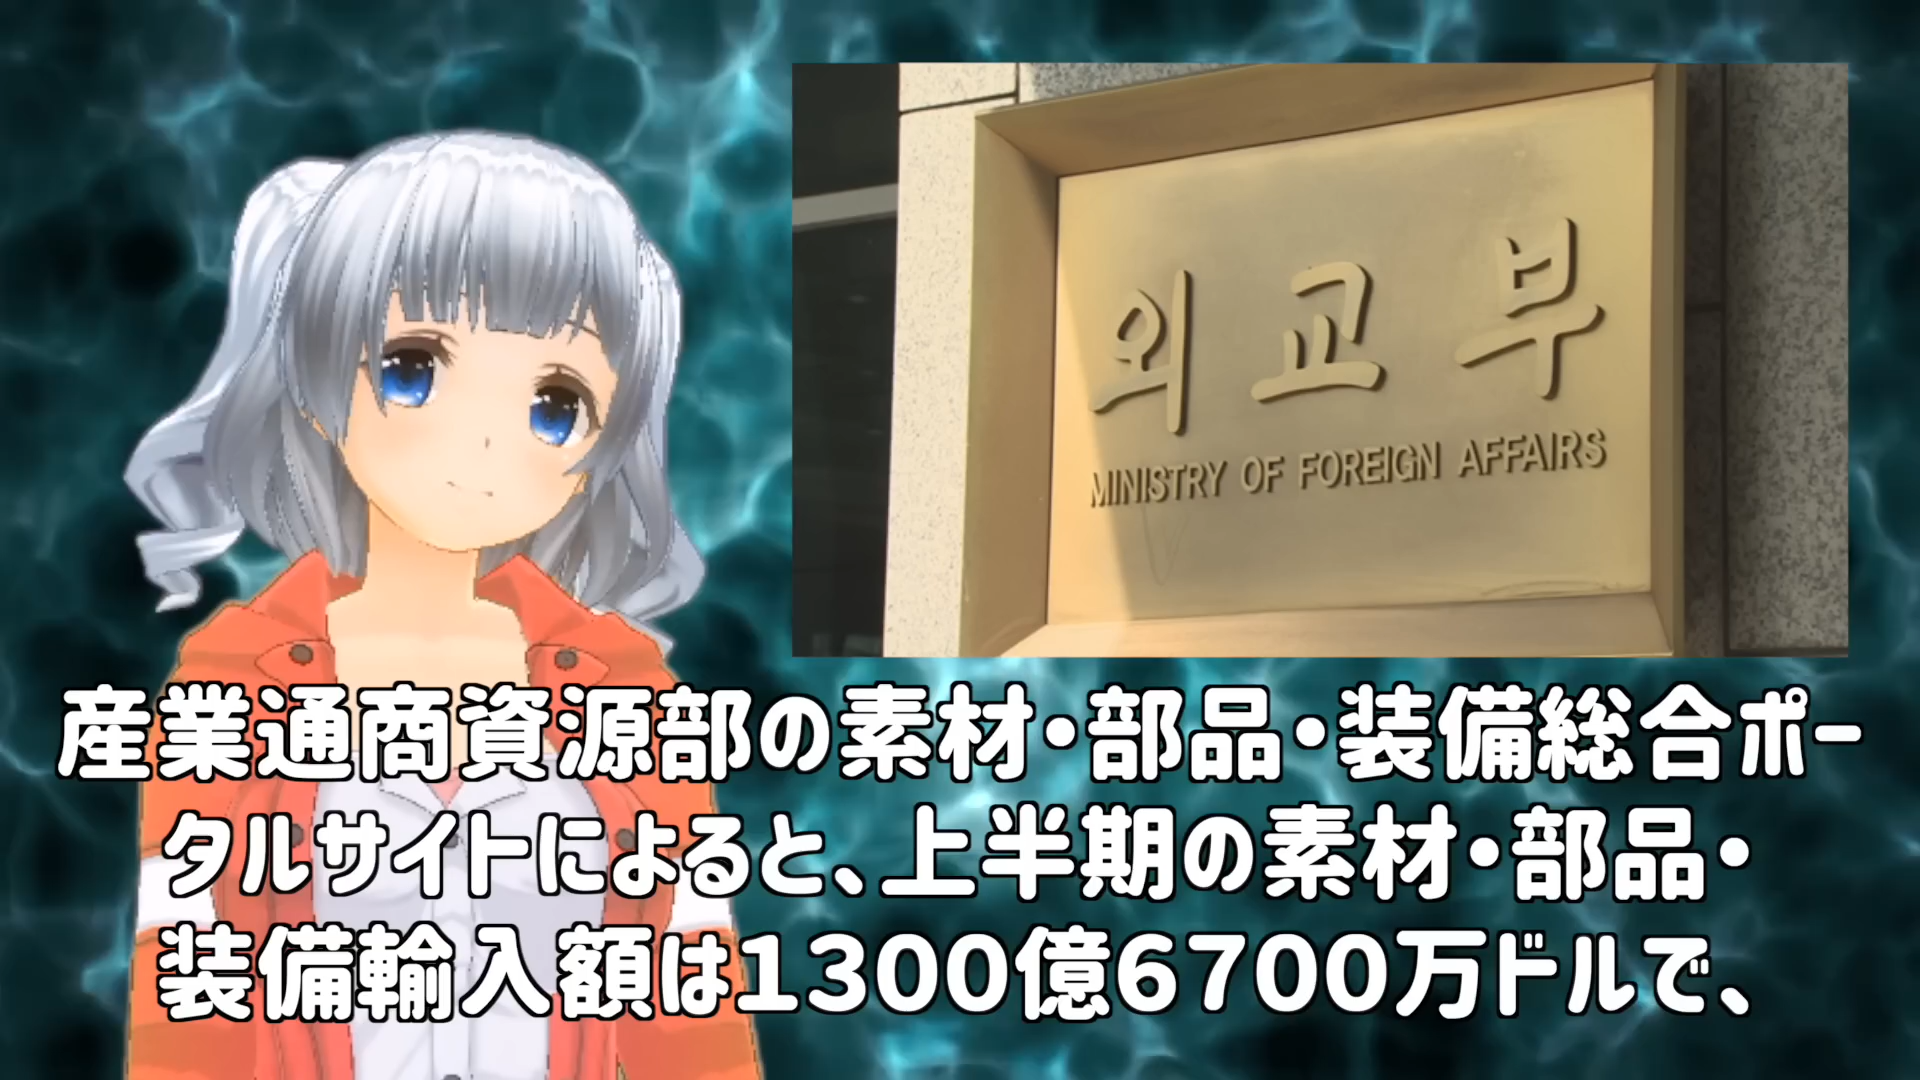 외교부
MINISTRY OF FOREIGN AFFAIRS
産業通商資源部の素材・部品・装備総合ポー
タルサイトによると、上半期の素材・部品・
装備輸入額は1300億6700万ドルで、